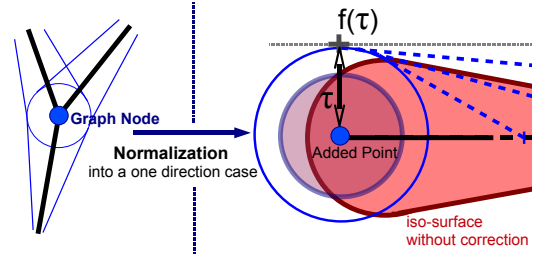 f(τ)
Graph Node
τ
Normalization
into a one direction case
Added Point
iso-surface
without correction